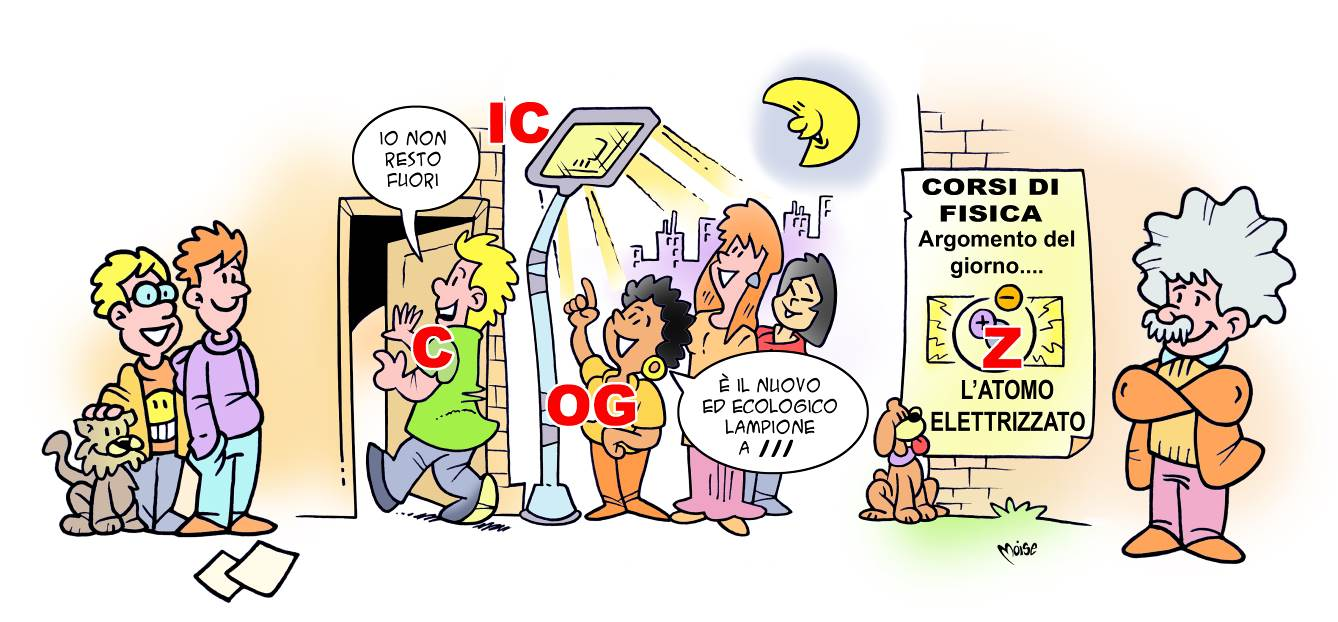 IO NON
RESTO
FUORI
IC
C
OG
È IL NUOVO
ED ECOLOGICO
LAMPIONE
A ///
CORSI DI
FISICA
Argomento del
giorno....
−
+
Z
L'ATOMO
ELETTRIZZATO
Moise